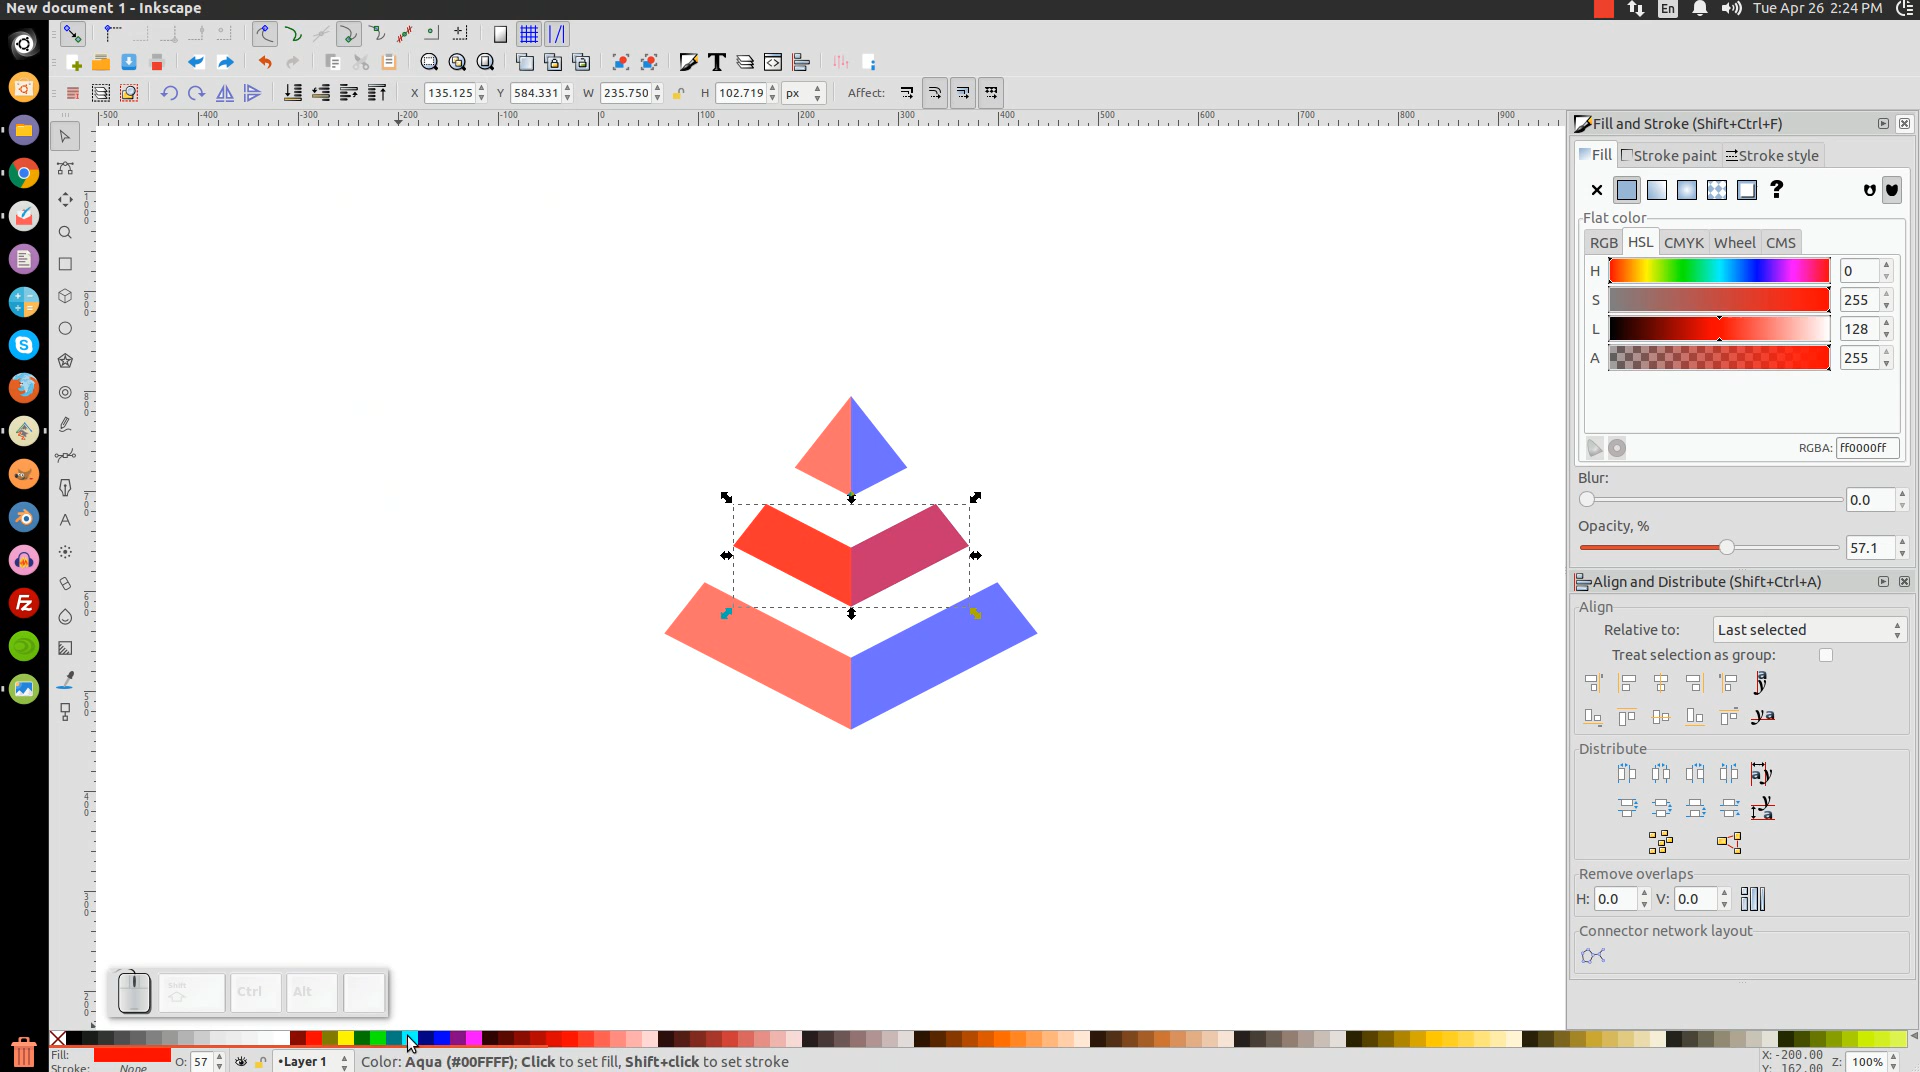 New document 1 - Inkscape
En
Tue Apr 26 2:24 PM
X 135.125 Y 584.331 W 235.750 H 102.719 px Affect:
-500 -400 -300 -200 -100 0 100 200 300 400 500 600 700 800 900
Fill and Stroke (Shift+Ctrl+F)
Fill Stroke paint Stroke style
Flat color
RGB HSL CMYK Wheel CMS
H 0
S 255
L 128
A 255
RGBA: ff0000ff
Blur:
0.0
Opacity, %
57.1
Align and Distribute (Shift+Ctrl+A)
Align
Relative to: Last selected
Treat selection as group:
Distribute
Remove overlaps
H: 0.0 V: 0.0
Connector network layout
Shift Ctrl Alt
Fill: O: 57 •Layer 1 Color: Aqua (#00FFFF); Click to set fill, Shift+click to set stroke
Stroke: None
X: -200.00
Y: 162.00
Z: 100%